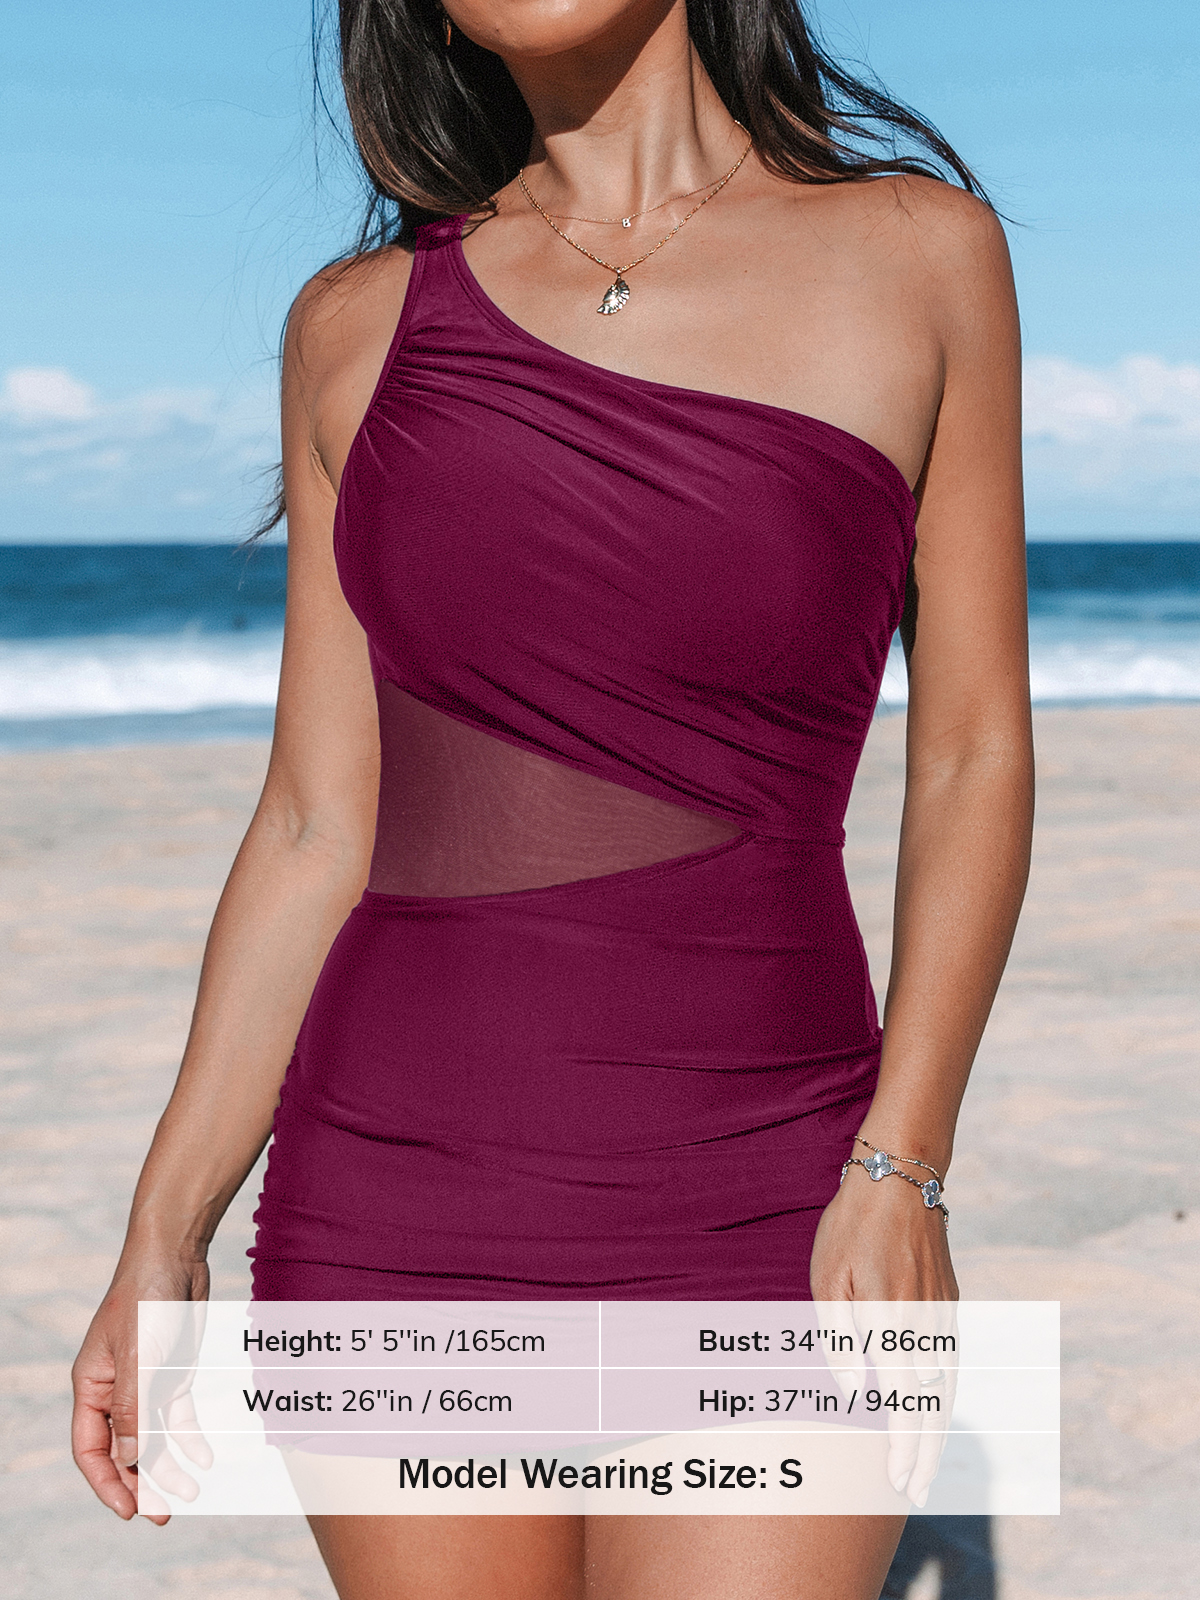 B
Height: 5' 5''in /165cm
Bust: 34''in / 86cm
Waist: 26''in / 66cm
Hip: 37''in / 94cm
Model Wearing Size: S